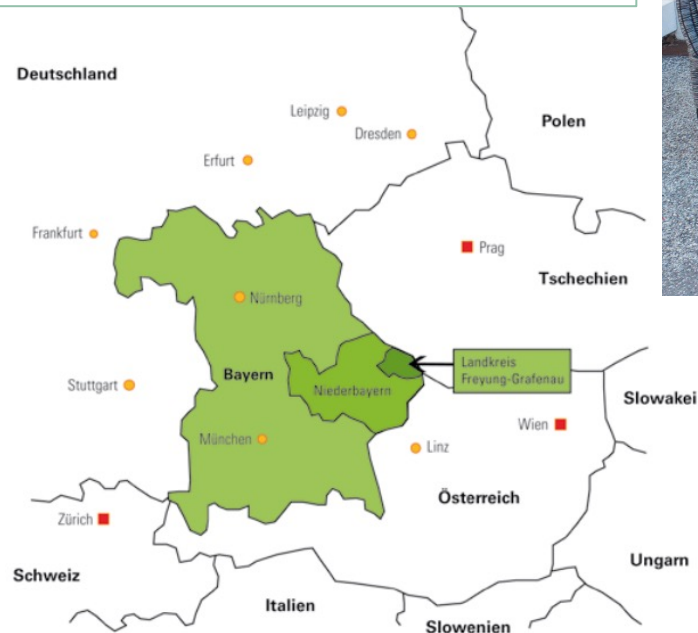 Deutschland
Leipzig
Dresden
Polen
Erfurt
Frankfurt
Prag
Tschechien
Nürnberg
Landkreis
Freyung-Grafenau
Bayern
Niederbayern
Stuttgart
Slowakei
Wien
München
Linz
Österreich
Zürich
Ungarn
Schweiz
Italien
Slowenien